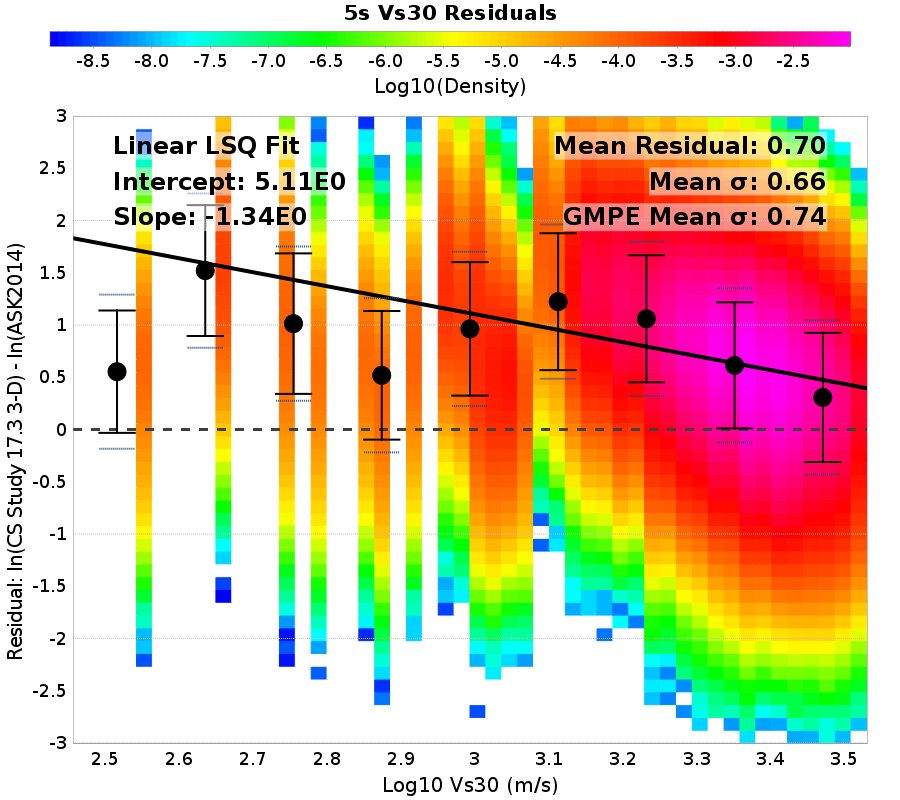 5s Vs30 Residuals
-8.5 -8.0 -7.5 -7.0 -6.5 -6.0 -5.5 -5.0 -4.5 -4.0 -3.5 -3.0 -2.5
Log10(Density)
Linear LSQ Fit
Intercept: 5.11E0
Slope: -1.34E0
Mean Residual: 0.70
Mean σ: 0.66
GMPE Mean σ: 0.74
Residual: ln(CS Study 17.3 3-D) - ln(ASK2014)
3
2.5
2
1.5
1
0.5
0
-0.5
-1
-1.5
-2
-2.5
-3
2.5 2.6 2.7 2.8 2.9 3 3.1 3.2 3.3 3.4 3.5
Log10 Vs30 (m/s)